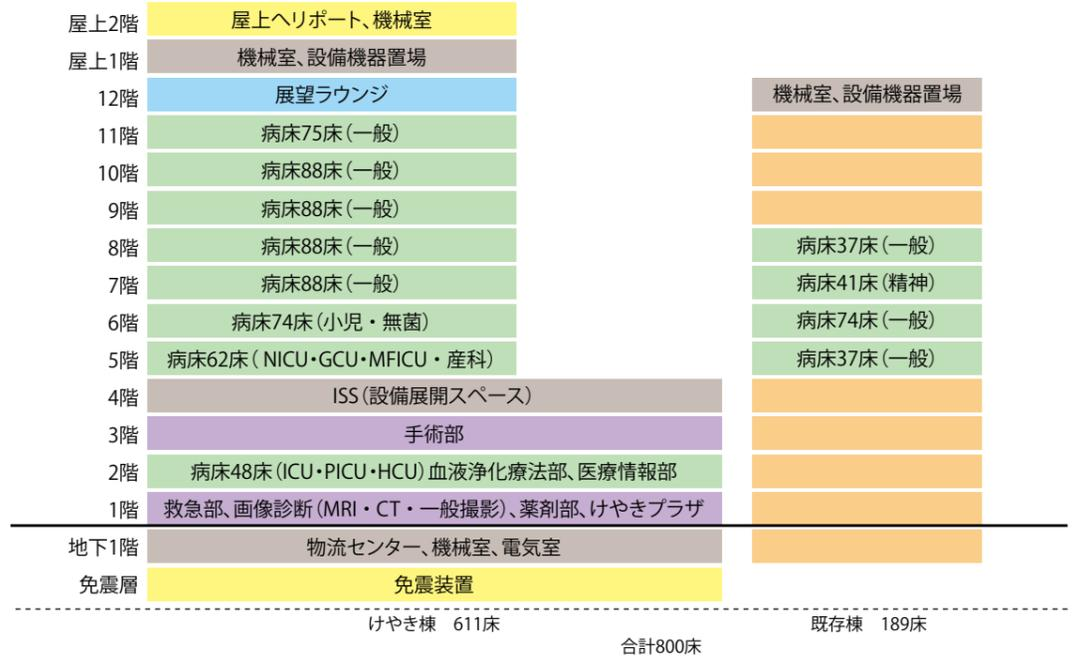 屋上2階 屋上ヘリポート、機械室
屋上1階 機械室、設備機器置場
12階 展望ラウンジ 機械室、設備機器置場
11階 病床75床（一般）
10階 病床88床（一般）
9階 病床88床（一般）
8階 病床88床（一般） 病床37床（一般）
7階 病床88床（一般） 病床41床（精神）
6階 病床74床（小児・無菌） 病床74床（一般）
5階 病床62床（ NICU・GCU・MFICU・産科） 病床37床（一般）
4階 ISS（設備展開スペース）
3階 手術部
2階 病床48床（ICU・PICU・HCU）血液浄化療法部、医療情報部
1階 救急部、画像診断（MRI・CT・一般撮影）、薬剤部、けやきプラザ
地下1階 物流センター、機械室、電気室
免震層 免震装置
けやき棟　611床 既存棟　189床
合計800床